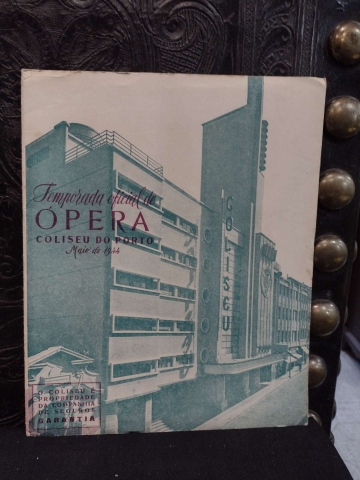 Temporada oficial de
ÓPERA
COLISEU DO PORTO
Maio de 1944
COLISEU
O COLISEU É
PROPRIEDADE
DA COMPANHIA
DE SEGUROS
GARANTIA